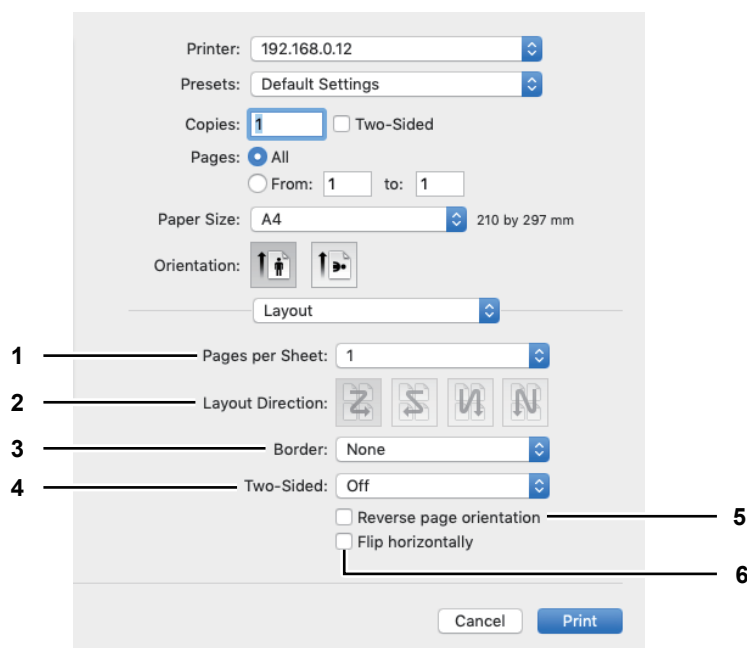 Printer: 192.168.0.12
Presets: Default Settings
Copies: 1 Two-Sided
Pages: All
From: 1 to: 1
Paper Size: A4 210 by 297 mm
Orientation:
Layout
1 Pages per Sheet: 1
2 Layout Direction:
3 Border: None
4 Two-Sided: Off
Reverse page orientation 5
Flip horizontally
6
Cancel Print